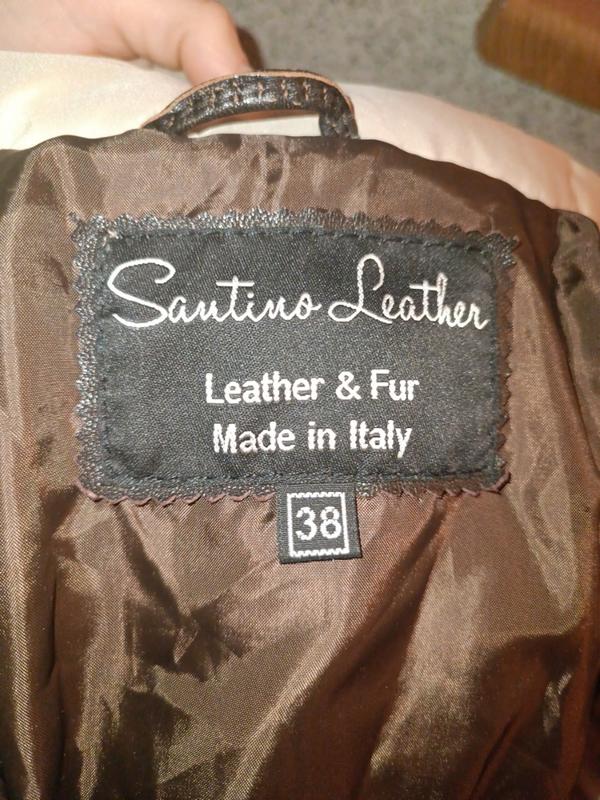 Santino Leather
Leather & Fur
Made in Italy
38